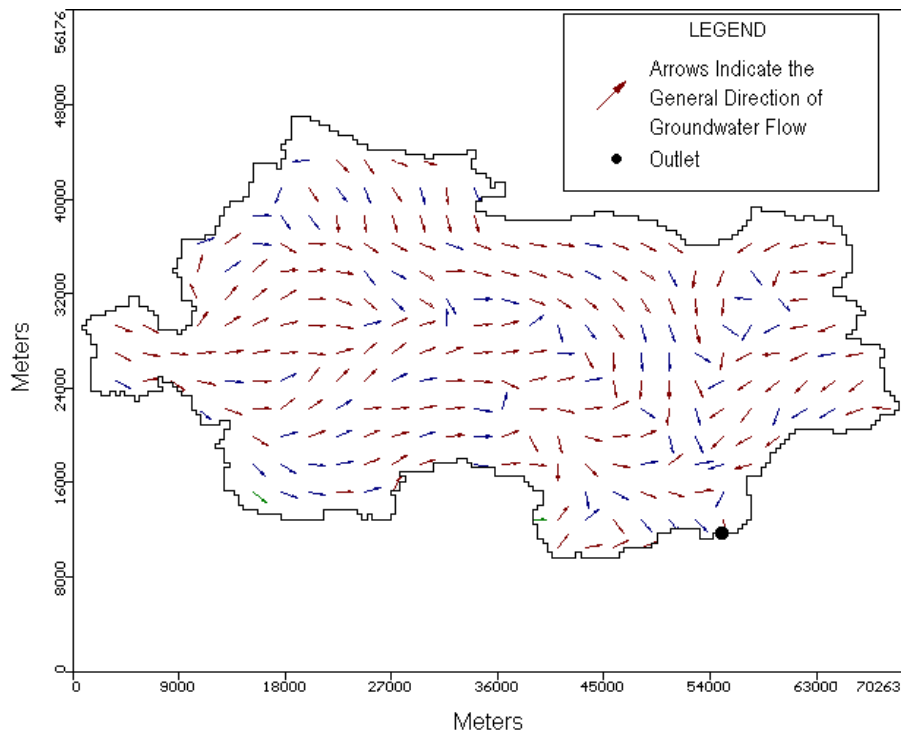 LEGEND
Arrows Indicate the
General Direction of
Groundwater Flow
Outlet
56176
48000
40000
32000
24000
16000
8000
0
Meters
0 9000 18000 27000 36000 45000 54000 63000 70263
Meters